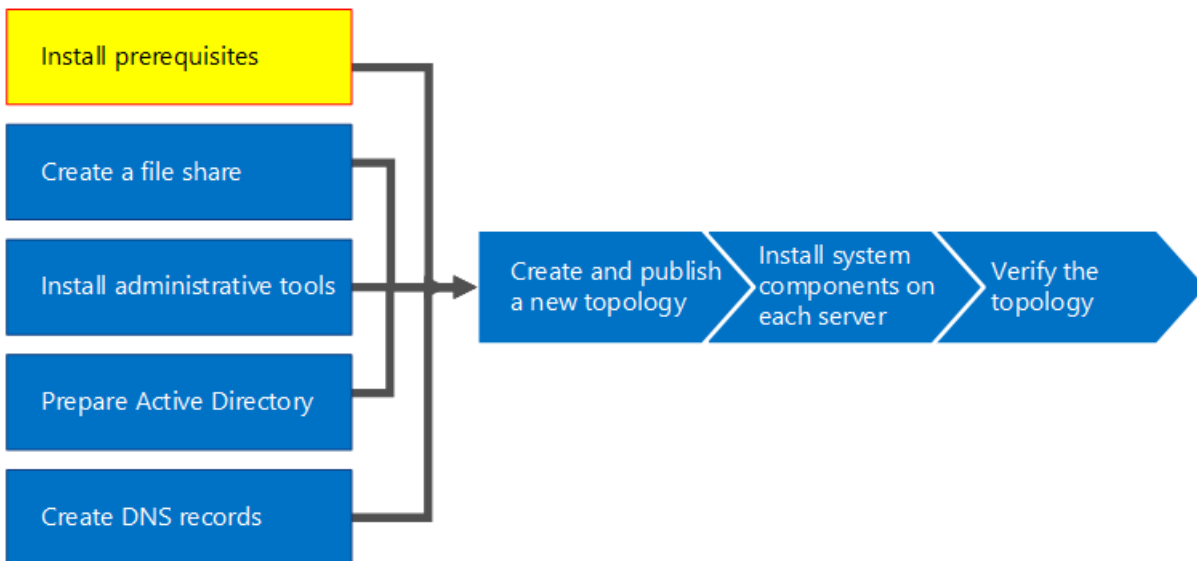 Install prerequisites
Create a file share
Install administrative tools
Prepare Active Directory
Create DNS records
Create and publish
a new topology
Install system
components on
each server
Verify the
topology